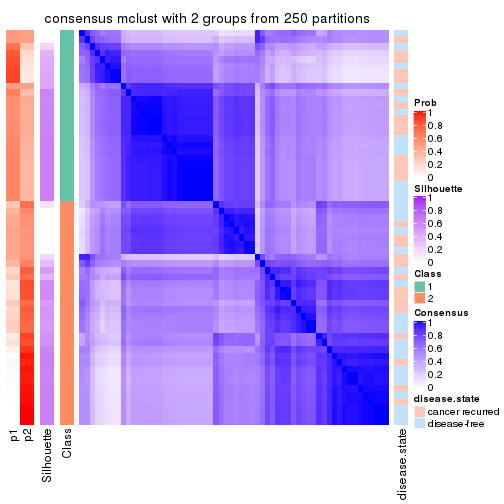 consensus mclust with 2 groups from 250 partitions
Prob
1
0.8
0.6
0.4
0.2
0
Silhouette
1
0.8
0.6
0.4
0.2
0
Class
1
2
Consensus
1
0.8
0.6
0.4
0.2
0
disease.state
cancer recurred
disease-free
p1
p2
Silhouette
Class
disease.state